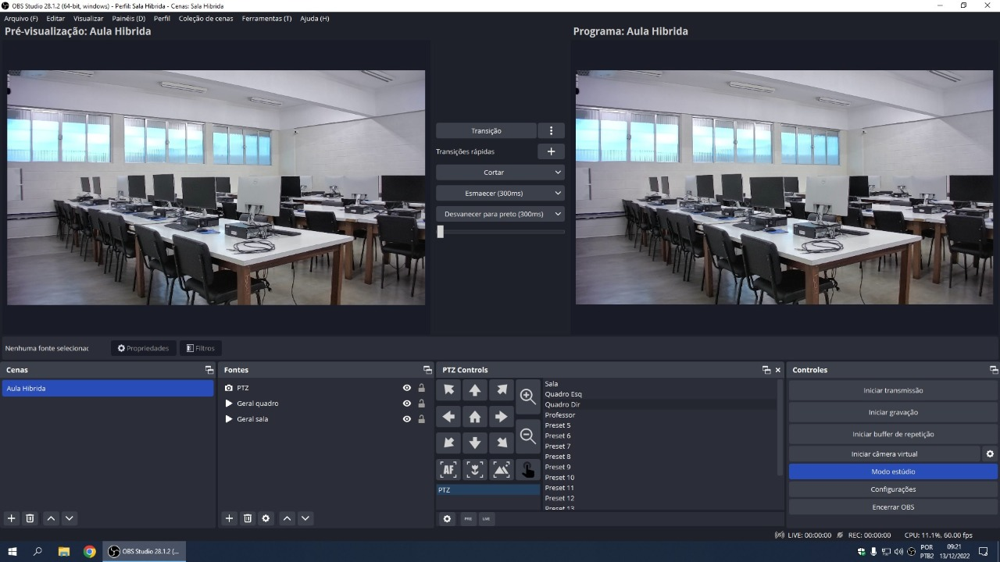 OBS Studio 28.1.2 (64-bit, windows) - Perfil: Sala Hibrida - Cenas: Sala Hibrida
Arquivo (F) Editar Visualizar Painéis (D) Perfil Coleção de cenas Ferramentas (T) Ajuda (H)
Pré-visualização: Aula Hibrida
Programa: Aula Hibrida
Transição
Transições rápidas
Cortar
Esmaecer (300ms)
Desvanecer para preto (300ms)
Nenhuma fonte selecionac
Propriedades
Filtros
Cenas
Aula Hibrida
Fontes
PTZ
Geral quadro
Geral sala
PTZ Controls
AF
PTZ
PRE
LIVE
Sala
Quadro Esq
Quadro Dir
Professor
Preset 5
Preset 6
Preset 7
Preset 8
Preset 9
Preset 10
Preset 11
Preset 12
Preset 13
Controles
Iniciar transmissão
Iniciar gravação
Iniciar buffer de repetição
Iniciar câmera virtual
Modo estúdio
Configurações
Encerrar OBS
LIVE: 00:00:00 REC: 00:00:00 CPU: 11.1%, 60.00 fps
OBS Studio 28.1.2 (...
POR
PTB2
09:21
13/12/2022